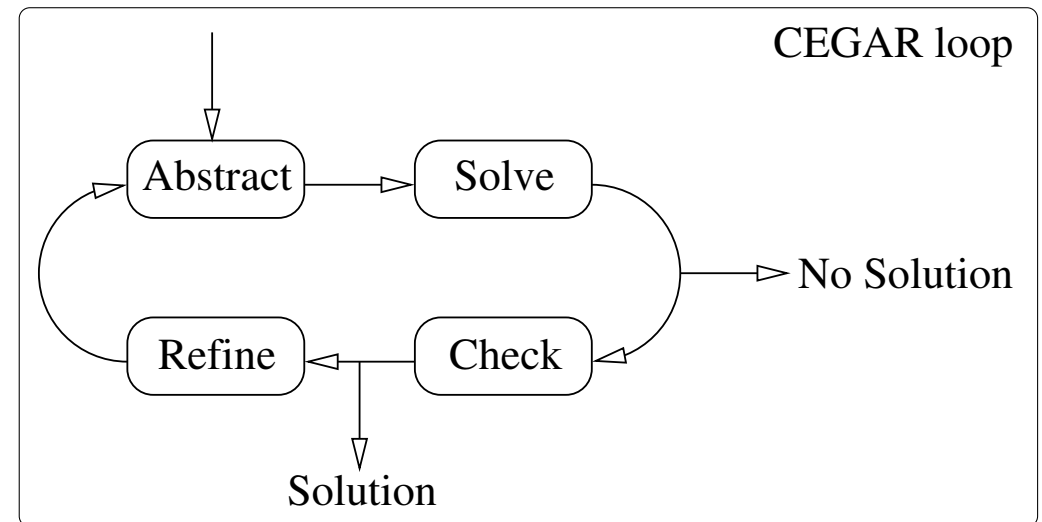 CEGAR loop
Abstract
Solve
No Solution
Refine
Check
Solution